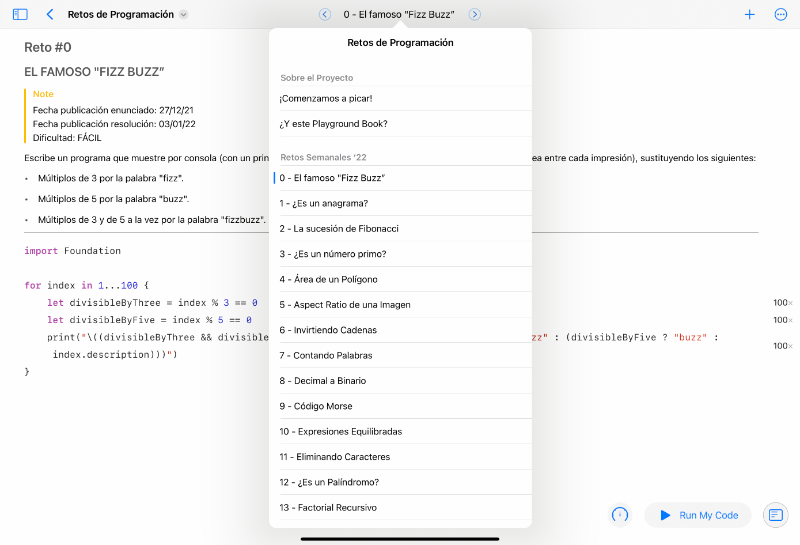 Retos de Programación
0 - El famoso "Fizz Buzz”
Reto #0
EL FAMOSO "FIZZ BUZZ”
Note
Fecha publicación enunciado: 27/12/21
Fecha publicación resolución: 03/01/22
Dificultad: FÁCIL
Escribe un programa que muestre por consola (con un prin
ea entre cada impresión), sustituyendo los siguientes:
• Múltiplos de 3 por la palabra "fizz".
• Múltiplos de 5 por la palabra "buzz".
• Múltiplos de 3 y de 5 a la vez por la palabra "fizzbuzz".
import Foundation
for index in 1...100 {
let divisibleByThree = index % 3 == 0
100×
let divisibleByFive = index % 5 == 0
100×
print("\((divisibleByThree && divisible
zz" : (divisibleByFive ? "buzz" :
index.description)))")
100×
}
Retos de Programación
Sobre el Proyecto
¡Comenzamos a picar!
¿Y este Playground Book?
Retos Semanales '22
0 - El famoso "Fizz Buzz”
1 - ¿Es un anagrama?
2 - La sucesión de Fibonacci
3 - ¿Es un número primo?
4 - Área de un Polígono
5 - Aspect Ratio de una Imagen
6 - Invirtiendo Cadenas
7 - Contando Palabras
8 - Decimal a Binario
9 - Código Morse
10 - Expresiones Equilibradas
11 - Eliminando Caracteres
12 - ¿Es un Palíndromo?
13 - Factorial Recursivo
Run My Code